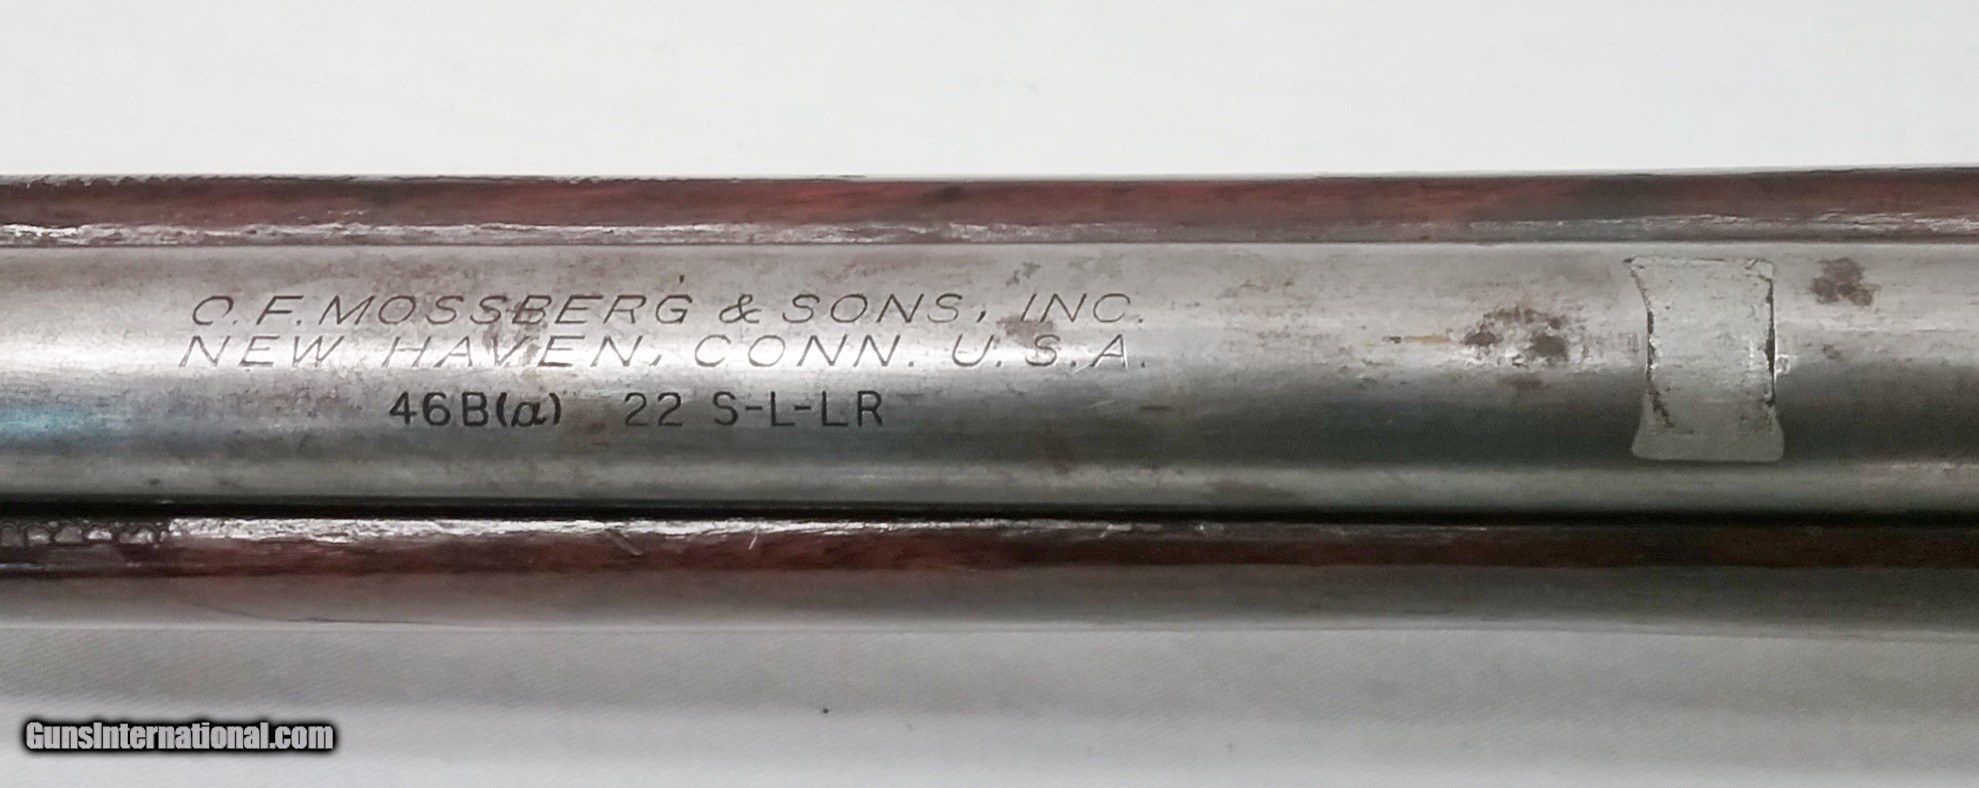 O.F. MOSSBERG & SONS, INC.
NEW HAVEN, CONN. U.S.A.
46B(a) 22 S-L-LR
GunsInternational.com